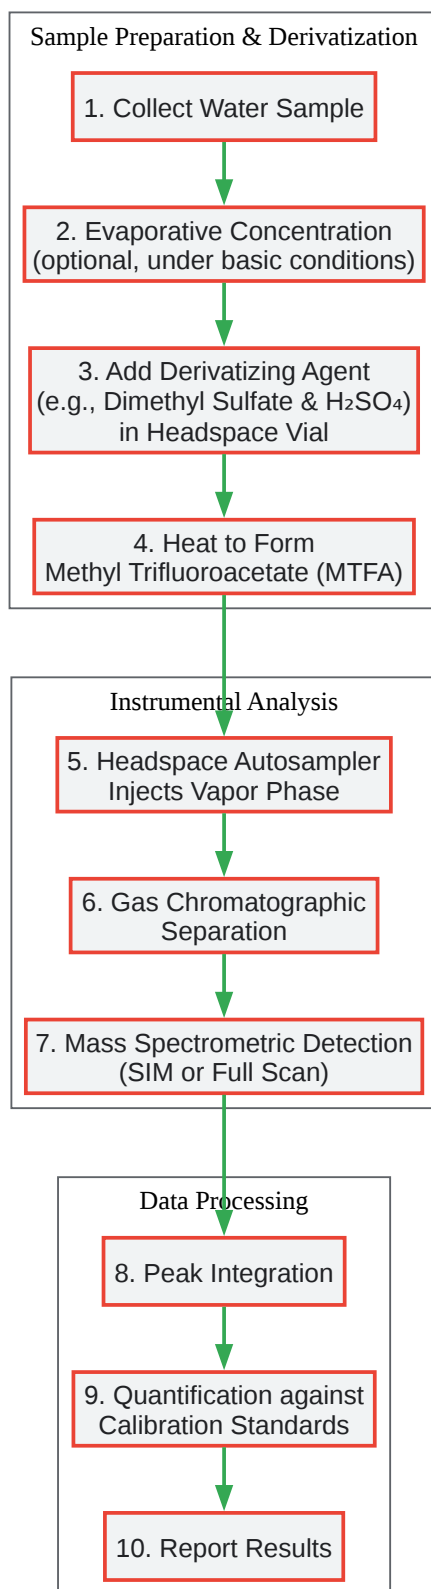 Sample Preparation & Derivatization
1. Collect Water Sample
2. Evaporative Concentration
(optional, under basic conditions)
3. Add Derivatizing Agent
(e.g., Dimethyl Sulfate & H₂SO₄)
in Headspace Vial
4. Heat to Form
Methyl Trifluoroacetate (MTFA)
Instrumental Analysis
5. Headspace Autosampler
Injects Vapor Phase
6. Gas Chromatographic
Separation
7. Mass Spectrometric Detection
(SIM or Full Scan)
Data Processing
8. Peak Integration
9. Quantification against
Calibration Standards
10. Report Results